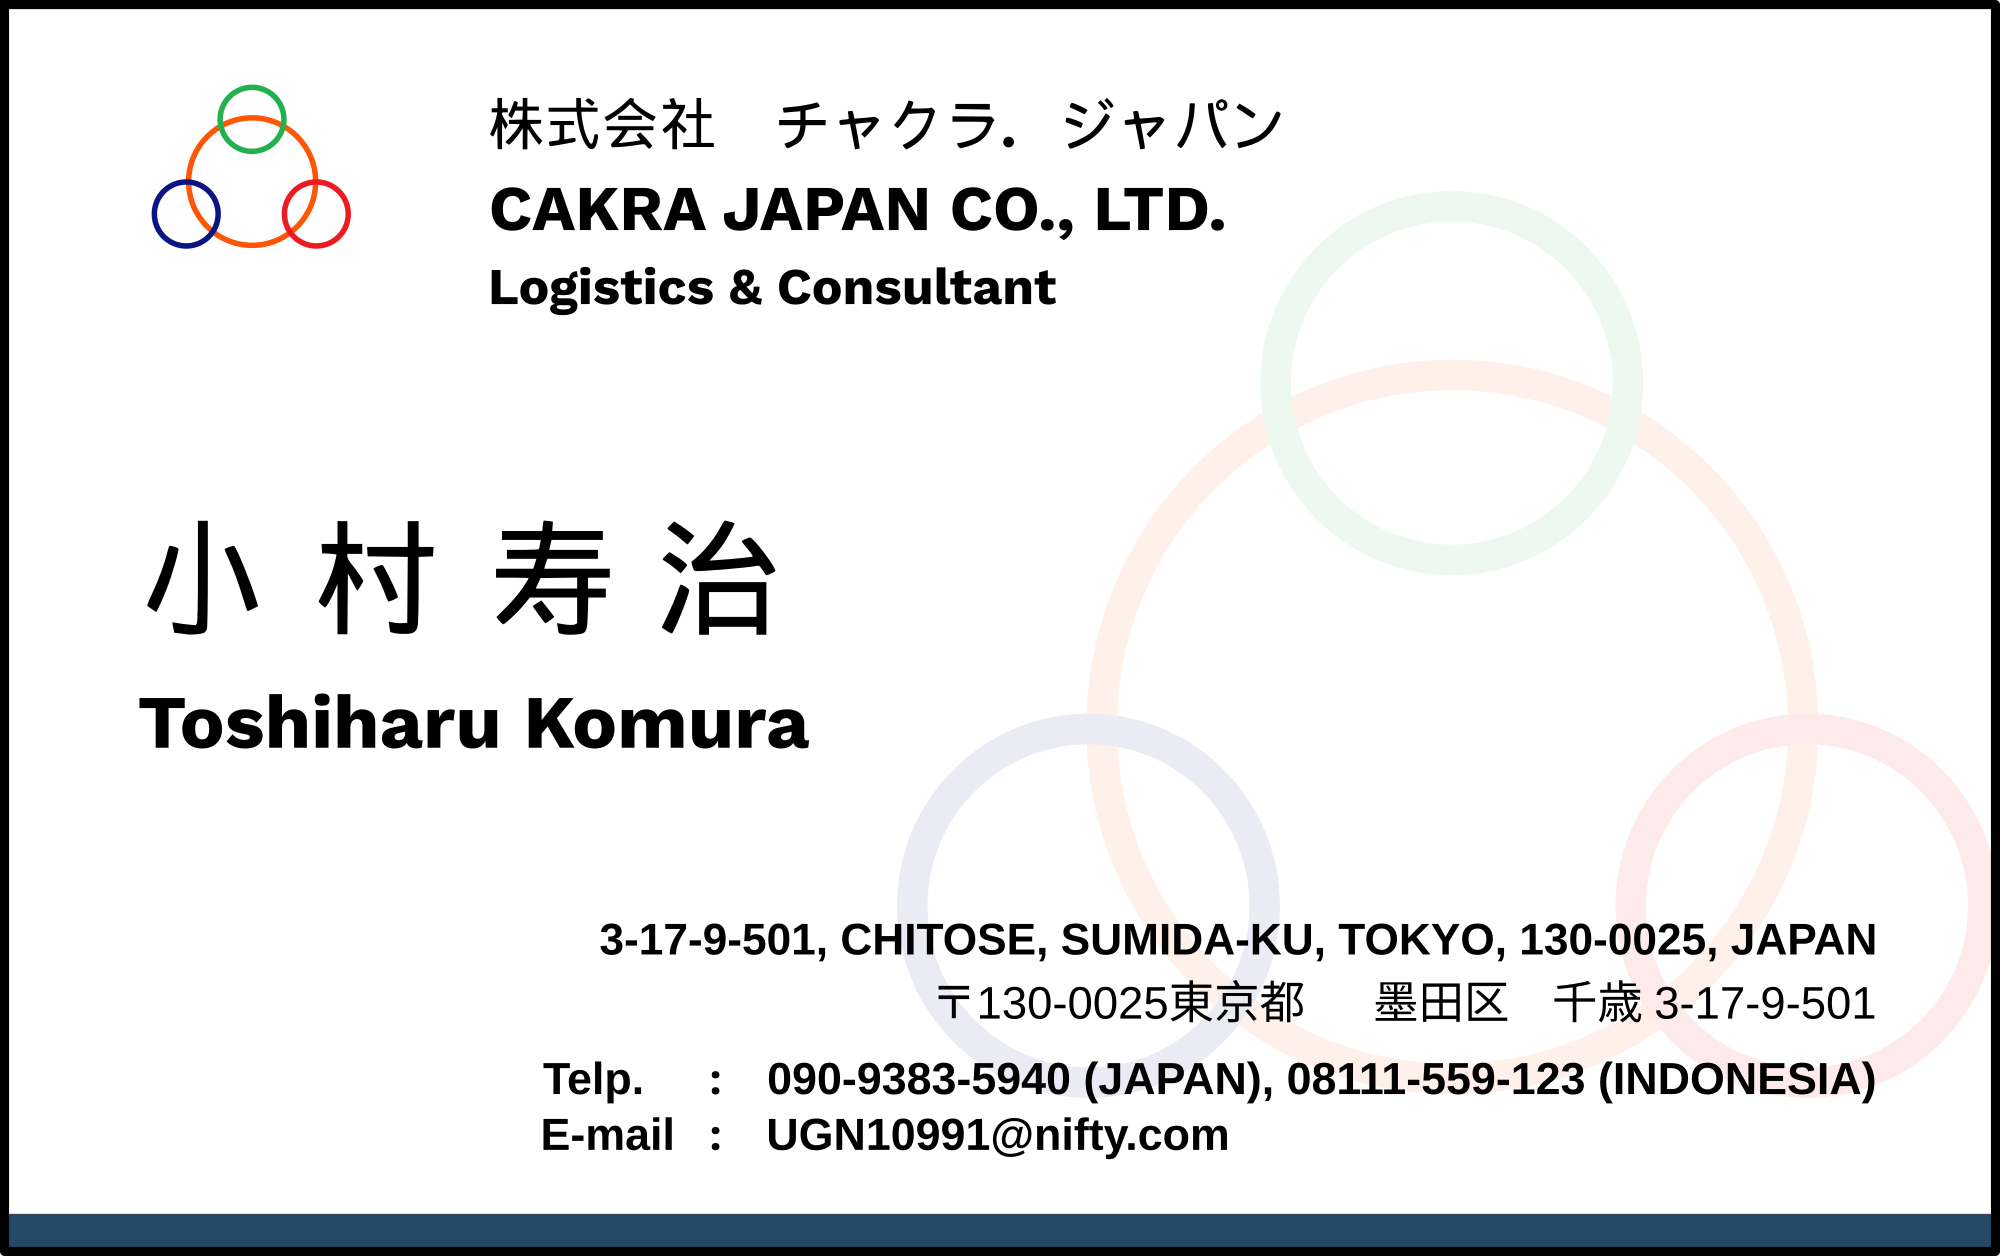 株式会社　チャクラ．ジャパン
CAKRA JAPAN CO., LTD.
Logistics & Consultant
小 村 寿 治
Toshiharu Komura
3-17-9-501, CHITOSE, SUMIDA-KU, TOKYO, 130-0025, JAPAN
〒130-0025東京都　墨田区　千歳 3-17-9-501
Telp. : 090-9383-5940 (JAPAN), 08111-559-123 (INDONESIA)
E-mail : UGN10991@nifty.com